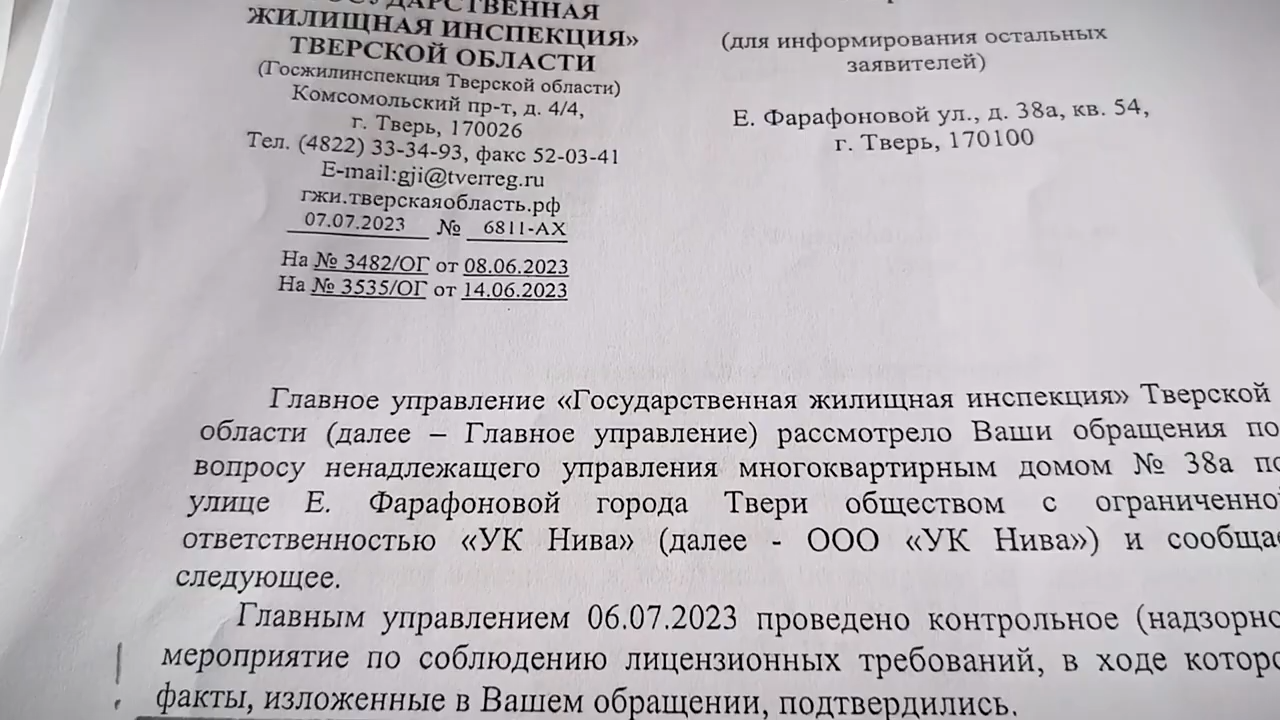 ГОСУДАРСТВЕННАЯ
ЖИЛИЩНАЯ ИНСПЕКЦИЯ»
ТВЕРСКОЙ ОБЛАСТИ
(Госжилинспекция Тверской области)
Комсомольский пр-т, д. 4/4,
г. Тверь, 170026
Тел. (4822) 33-34-93, факс 52-03-41
E-mail:gji@tverreg.ru
гжи.тверскаяобласть.рф
07.07.2023 № 6811-АХ
На № 3482/ОГ от 08.06.2023
На № 3535/ОГ от 14.06.2023
(для информирования остальных
заявителей)
Е. Фарафоновой ул., д. 38а, кв. 54,
г. Тверь, 170100
Главное управление «Государственная жилищная инспекция» Тверской
области (далее – Главное управление) рассмотрело Ваши обращения по
вопросу ненадлежащего управления многоквартирным домом № 38а по
улице Е. Фарафоновой города Твери обществом с ограниченной
ответственностью «УК Нива» (далее - ООО «УК Нива») и сообщае
следующее.
Главным управлением 06.07.2023 проведено контрольное (надзорно
мероприятие по соблюдению лицензионных требований, в ходе которо
факты, изложенные в Вашем обращении, подтвердились.